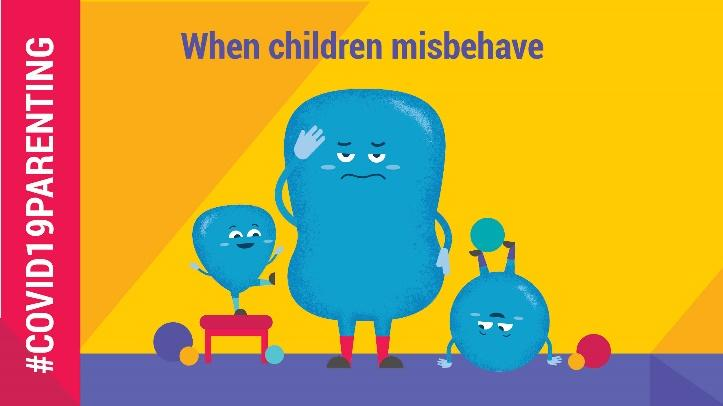 When children misbehave
#COVID19PARENTING